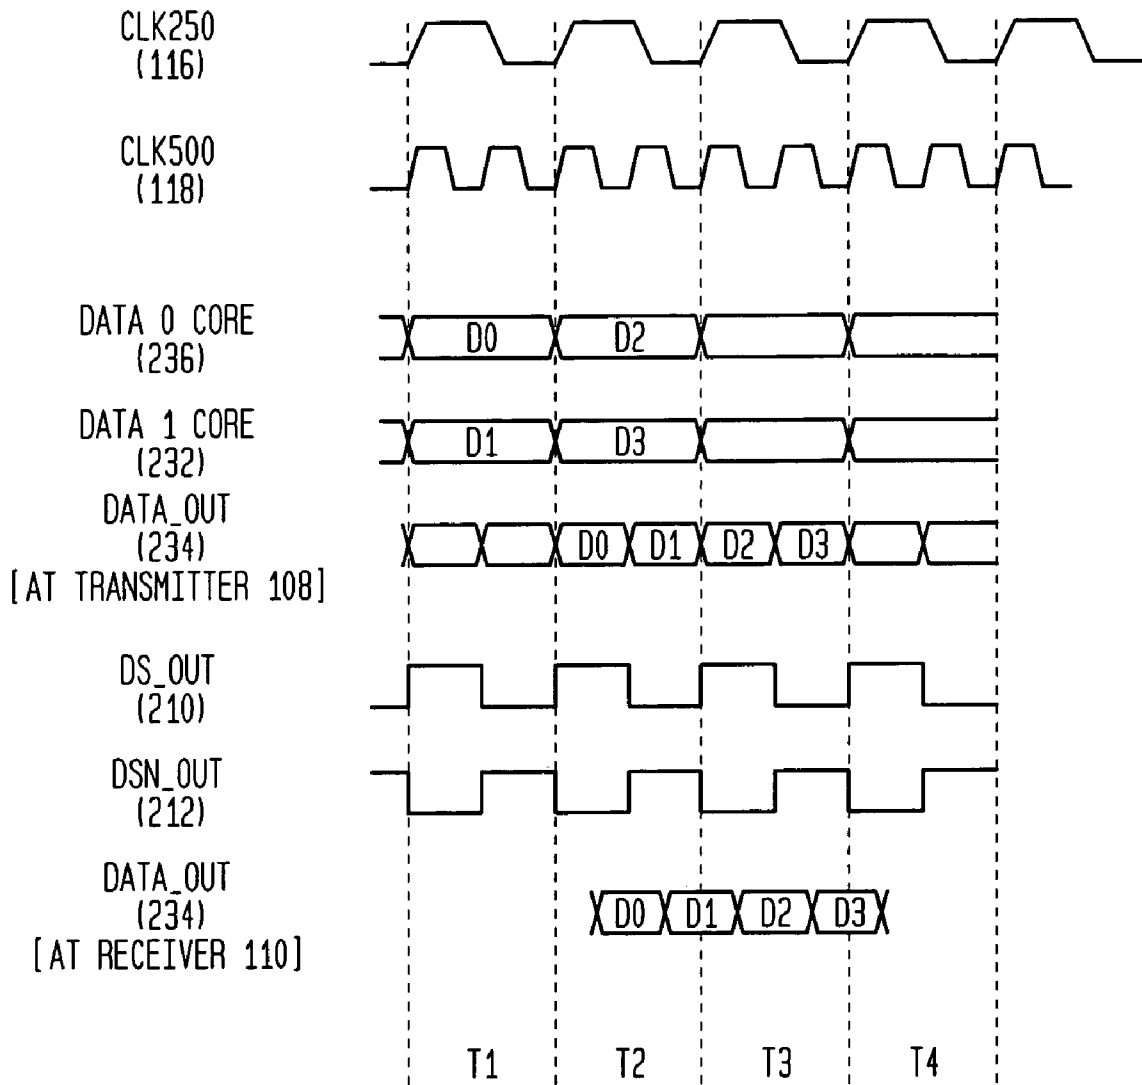 CLK250
(116)
CLK500
(118)
DATA 0 CORE
(236)
D0 D2
DATA 1 CORE
(232)
D1 D3
DATA_OUT
(234)
[AT TRANSMITTER 108]
D0 D1 D2 D3
DS_OUT
(210)
DSN_OUT
(212)
DATA_OUT
(234)
[AT RECEIVER 110]
D0 D1 D2 D3
T1 T2 T3 T4